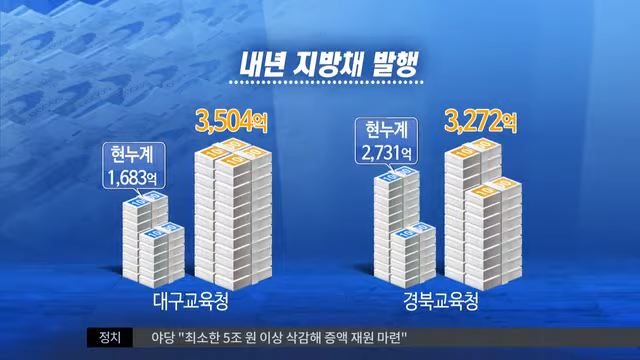 내년 지방채 발행
3,504억
현누계
1,683억
대구교육청
3,272억
현누계
2,731억
경북교육청
정치 야당 "최소한 5조 원 이상 삭감해 증액 재원 마련"